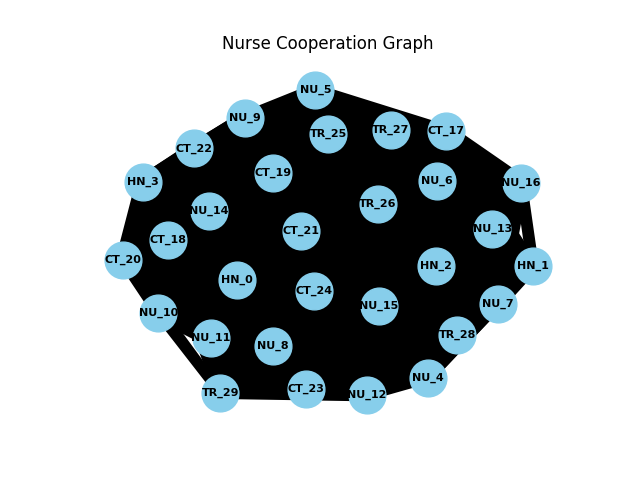 Nurse Cooperation Graph
NU_5
NU_9
TR_25
TR_27
CT_17
CT_22
CT_19
HN_3
NU_6
NU_16
NU_14
TR_26
CT_18
CT_21
NU_13
CT_20
HN_0
HN_2
HN_1
CT_24
NU_10
NU_15
NU_7
NU_11
NU_8
TR_28
TR_29
CT_23
NU_12
NU_4